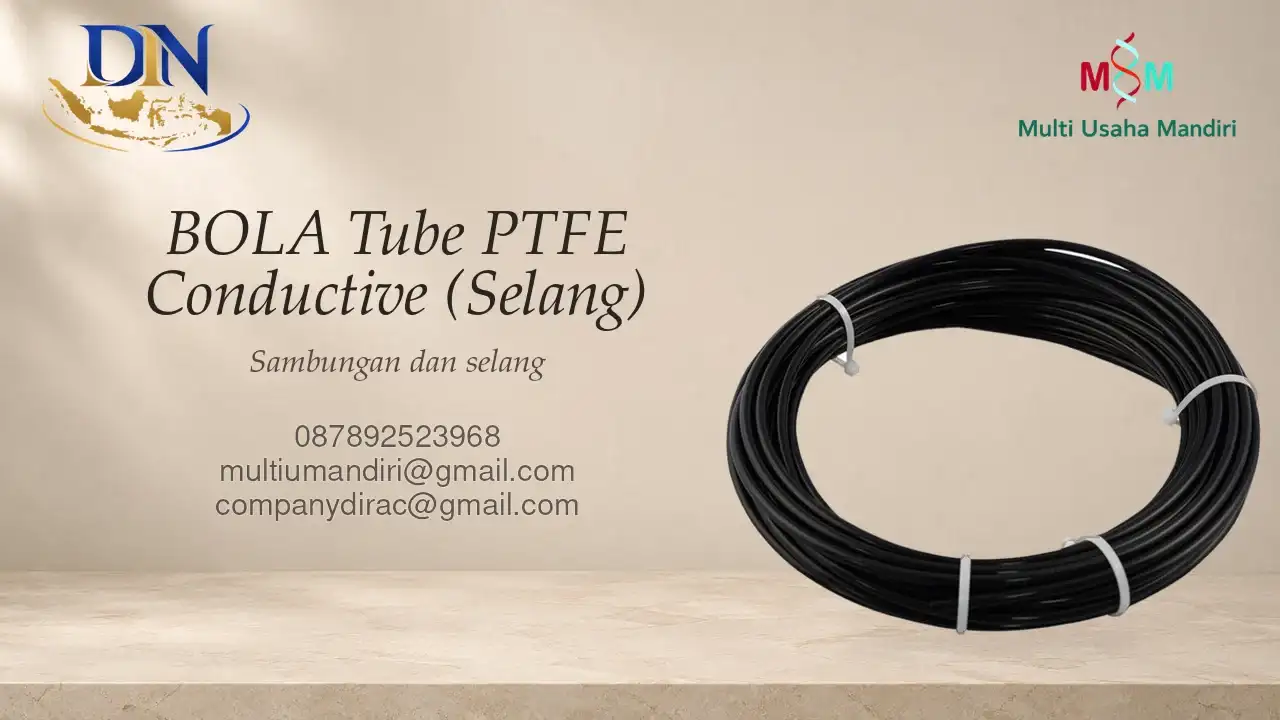 DIN
MSM
Multi Usaha Mandiri
BOLA Tube PTFE
Conductive (Selang)
Sambungan dan selang
087892523968
multiumandiri@gmail.com
companydirac@gmail.com